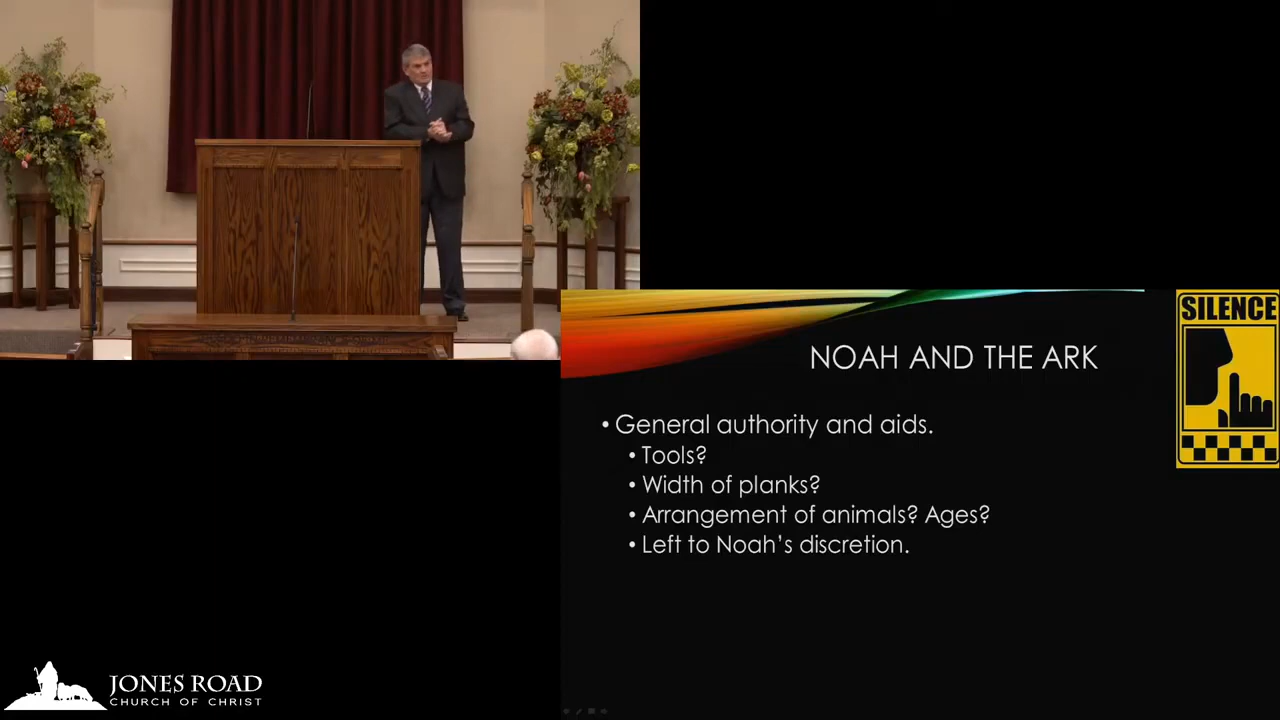 SILENCE
NOAH AND THE ARK
• General authority and aids.
• Tools?
• Width of planks?
• Arrangement of animals? Ages?
• Left to Noah’s discretion.
JONES ROAD
CHURCH OF CHRIST